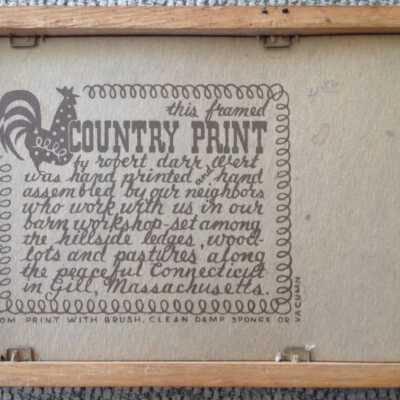 this framed
COUNTRY PRINT
by robert darr wert
was hand printed and hand
assembled by our neighbors
who work with us in our
barn workshop-set among
the hillside ledges, wood-
lots and pastures along
the peaceful Connecticut
in Gill, Massachusetts.
PRINT WITH BRUSH, CLEAN DAMP SPONGE OR
VACUMN